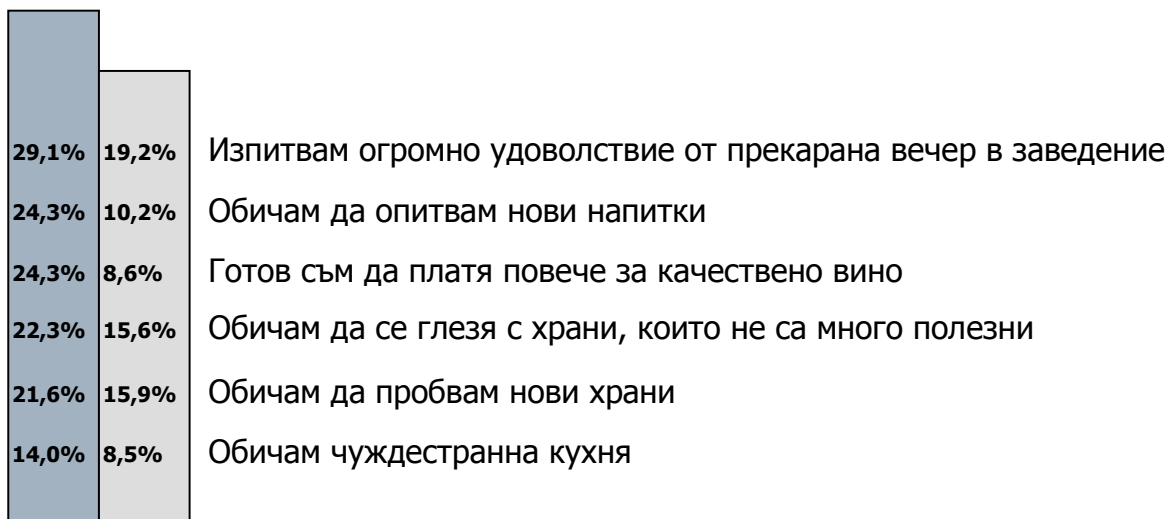 29,1% 19,2% Изпитвам огромно удоволствие от прекарана вечер в заведение
24,3% 10,2% Обичам да опитвам нови напитки
24,3% 8,6% Готов съм да платя повече за качествено вино
22,3% 15,6% Обичам да се глезя с храни, които не са много полезни
21,6% 15,9% Обичам да пробвам нови храни
14,0% 8,5% Обичам чуждестранна кухня